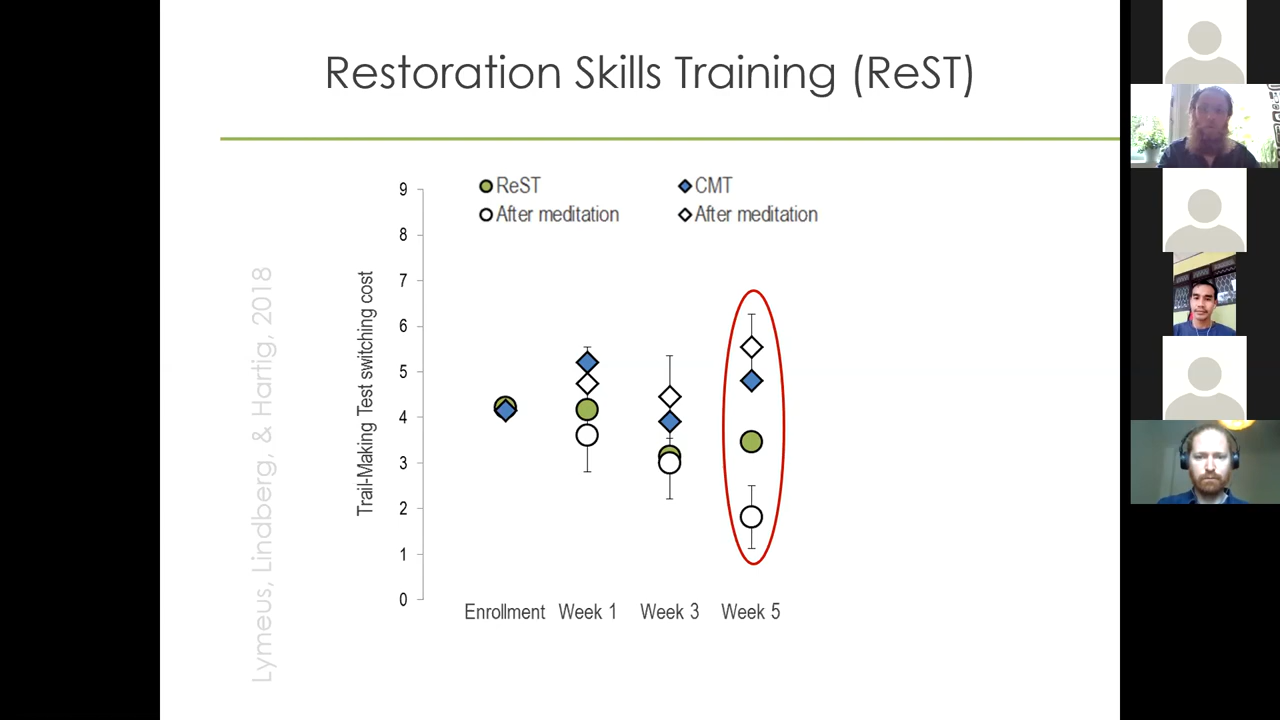 Restoration Skills Training (ReST)
ReST
CMT
After meditation
After meditation
9
8
7
6
5
4
3
2
1
0
Trail-Making Test switching cost
Enrollment
Week 1
Week 3
Week 5
Lymeus, Lindberg, & Hartig, 2018